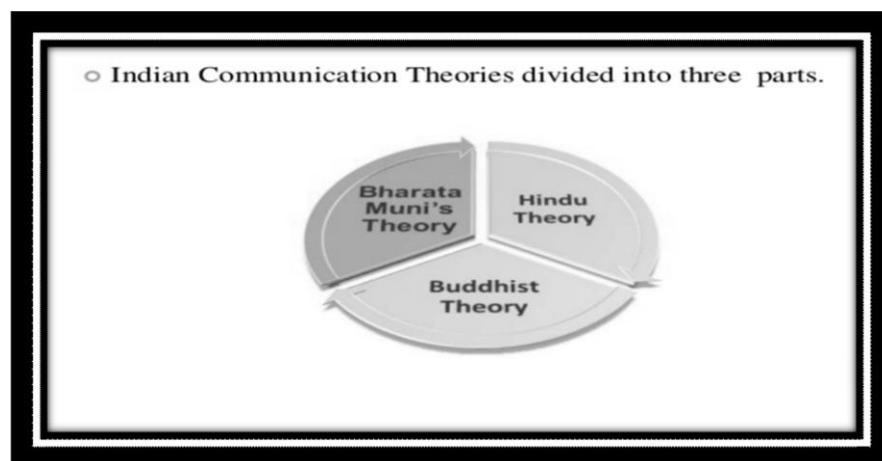 Indian Communication Theories divided into three parts.
Bharata
Muni's
Theory
Hindu
Theory
Buddhist
Theory